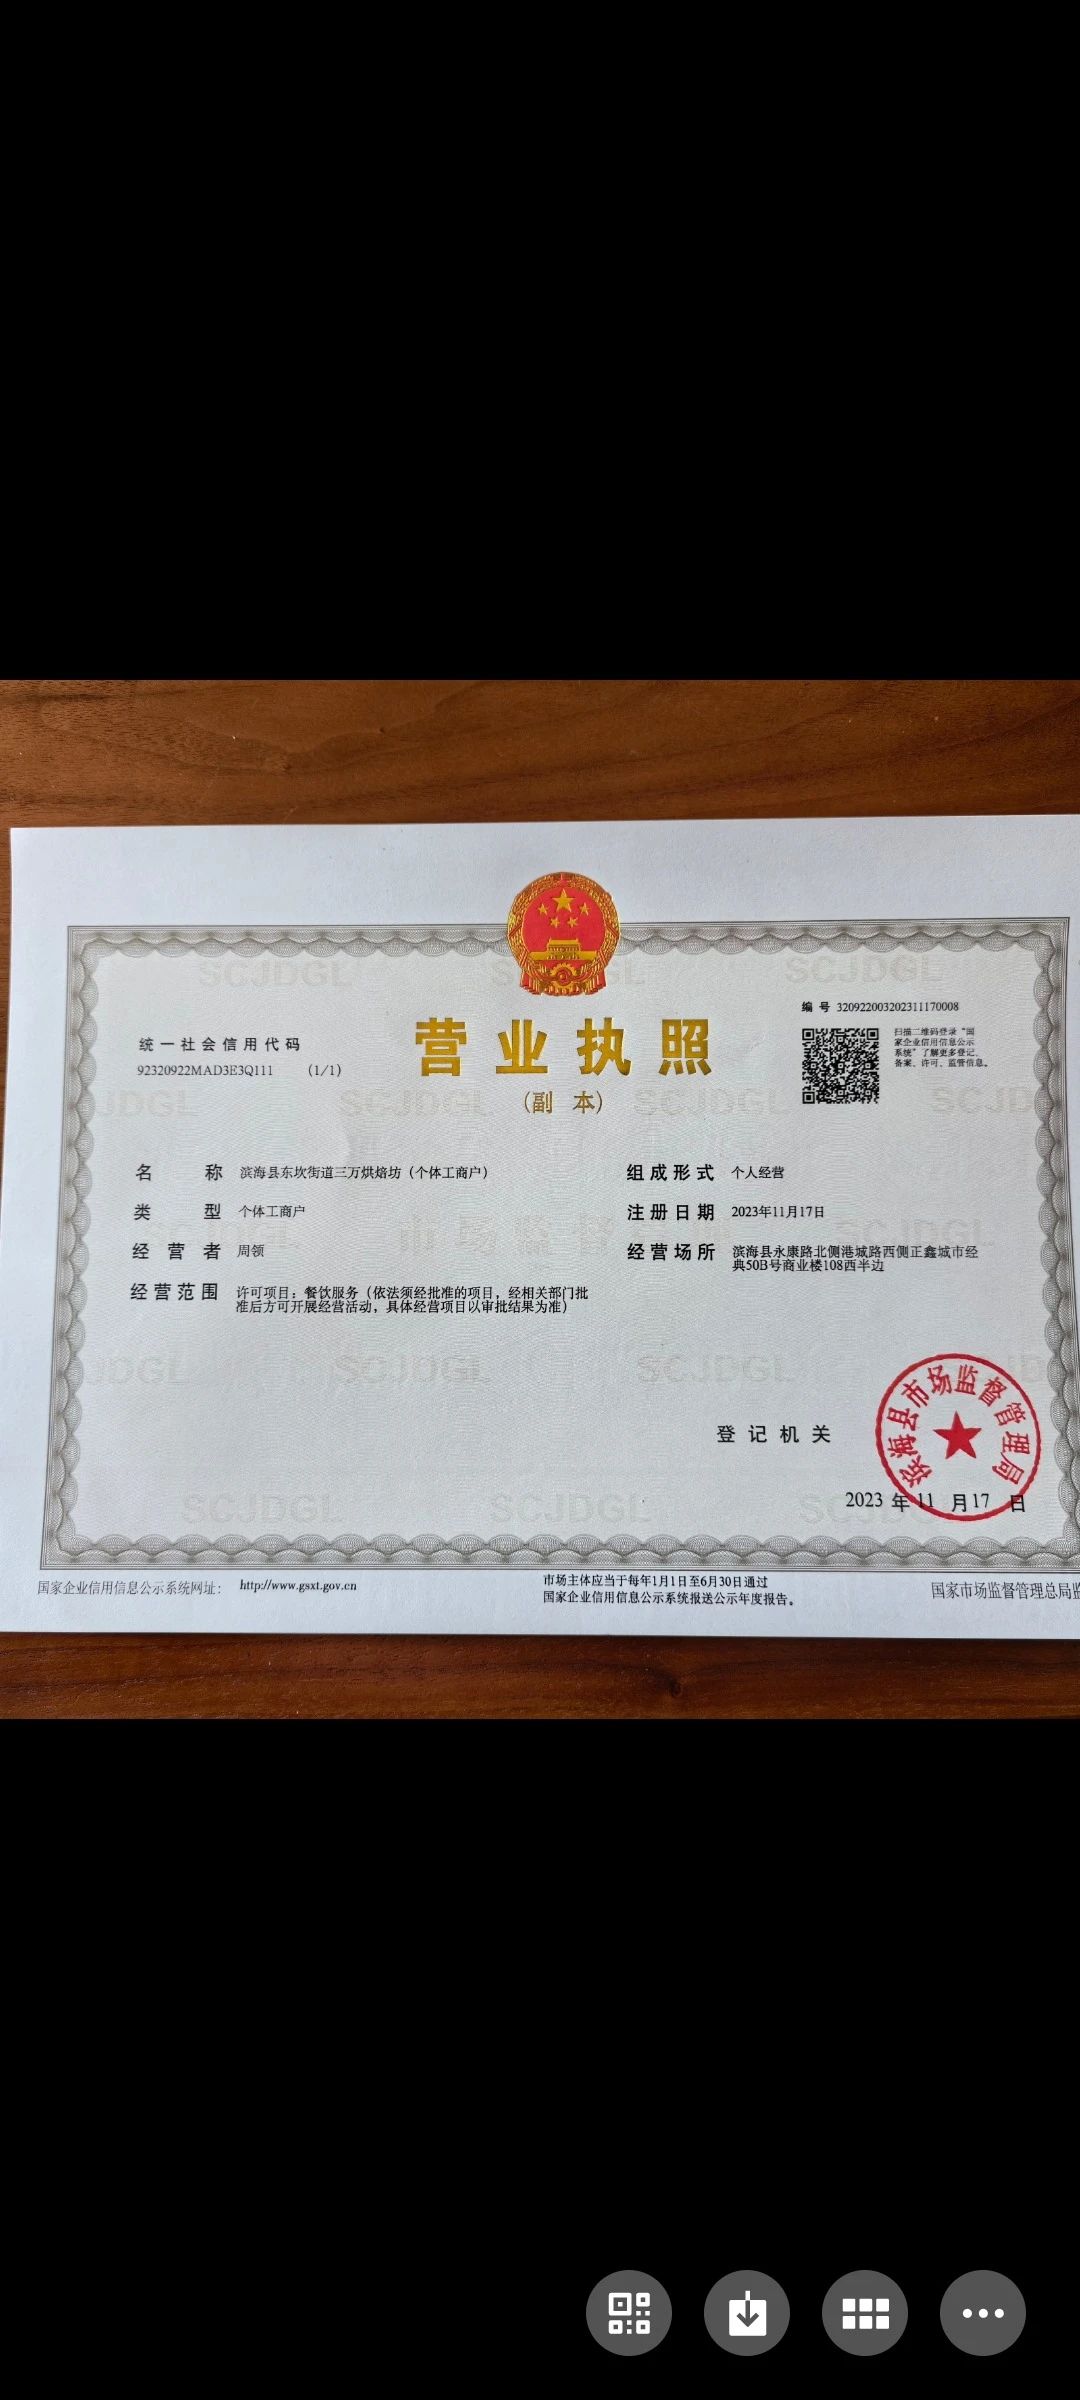 编 号 320922003202311170008
统一社会信用代码
92320922MAD3E3Q111 (1/1)
营业执照
(副 本)
扫描二维码登录“国
家企业信用信息公示
系统”了解更多登记、
备案、许可、监管信息。
名 称 滨海县东坎街道三万烘焙坊（个体工商户）
类 型 个体工商户
经 营 者 周领
经 营 范 围 许可项目：餐饮服务（依法须经批准的项目，经相关部门批
准后方可开展经营活动，具体经营项目以审批结果为准）
组 成 形 式 个人经营
注 册 日 期 2023年11月17日
经 营 场 所 滨海县永康路北侧港城路西侧正鑫城市经
典50B号商业楼108西半边
登 记 机 关
滨海县市场监督管理局
2023 年 11 月 17 日
国家企业信用信息公示系统网址： http://www.gsxt.gov.cn
市场主体应当于每年1月1日至6月30日通过
国家企业信用信息公示系统报送公示年度报告。
国家市场监督管理总局监
SCJDGL